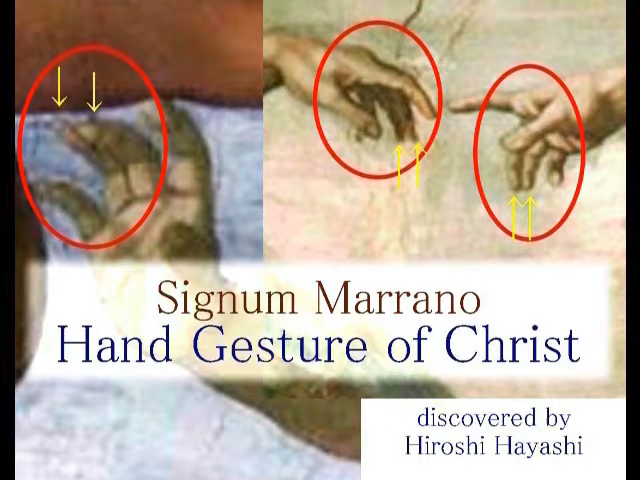 Signum Marrano
Hand Gesture of Christ
discovered by
Hiroshi Hayashi